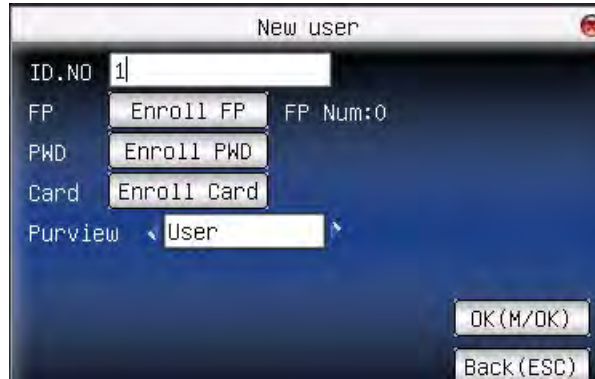 New user
ID.NO 1
FP Enroll FP FP Num:0
PWD Enroll PWD
Card Enroll Card
Purview User
OK(M/OK)
Back(ESC)